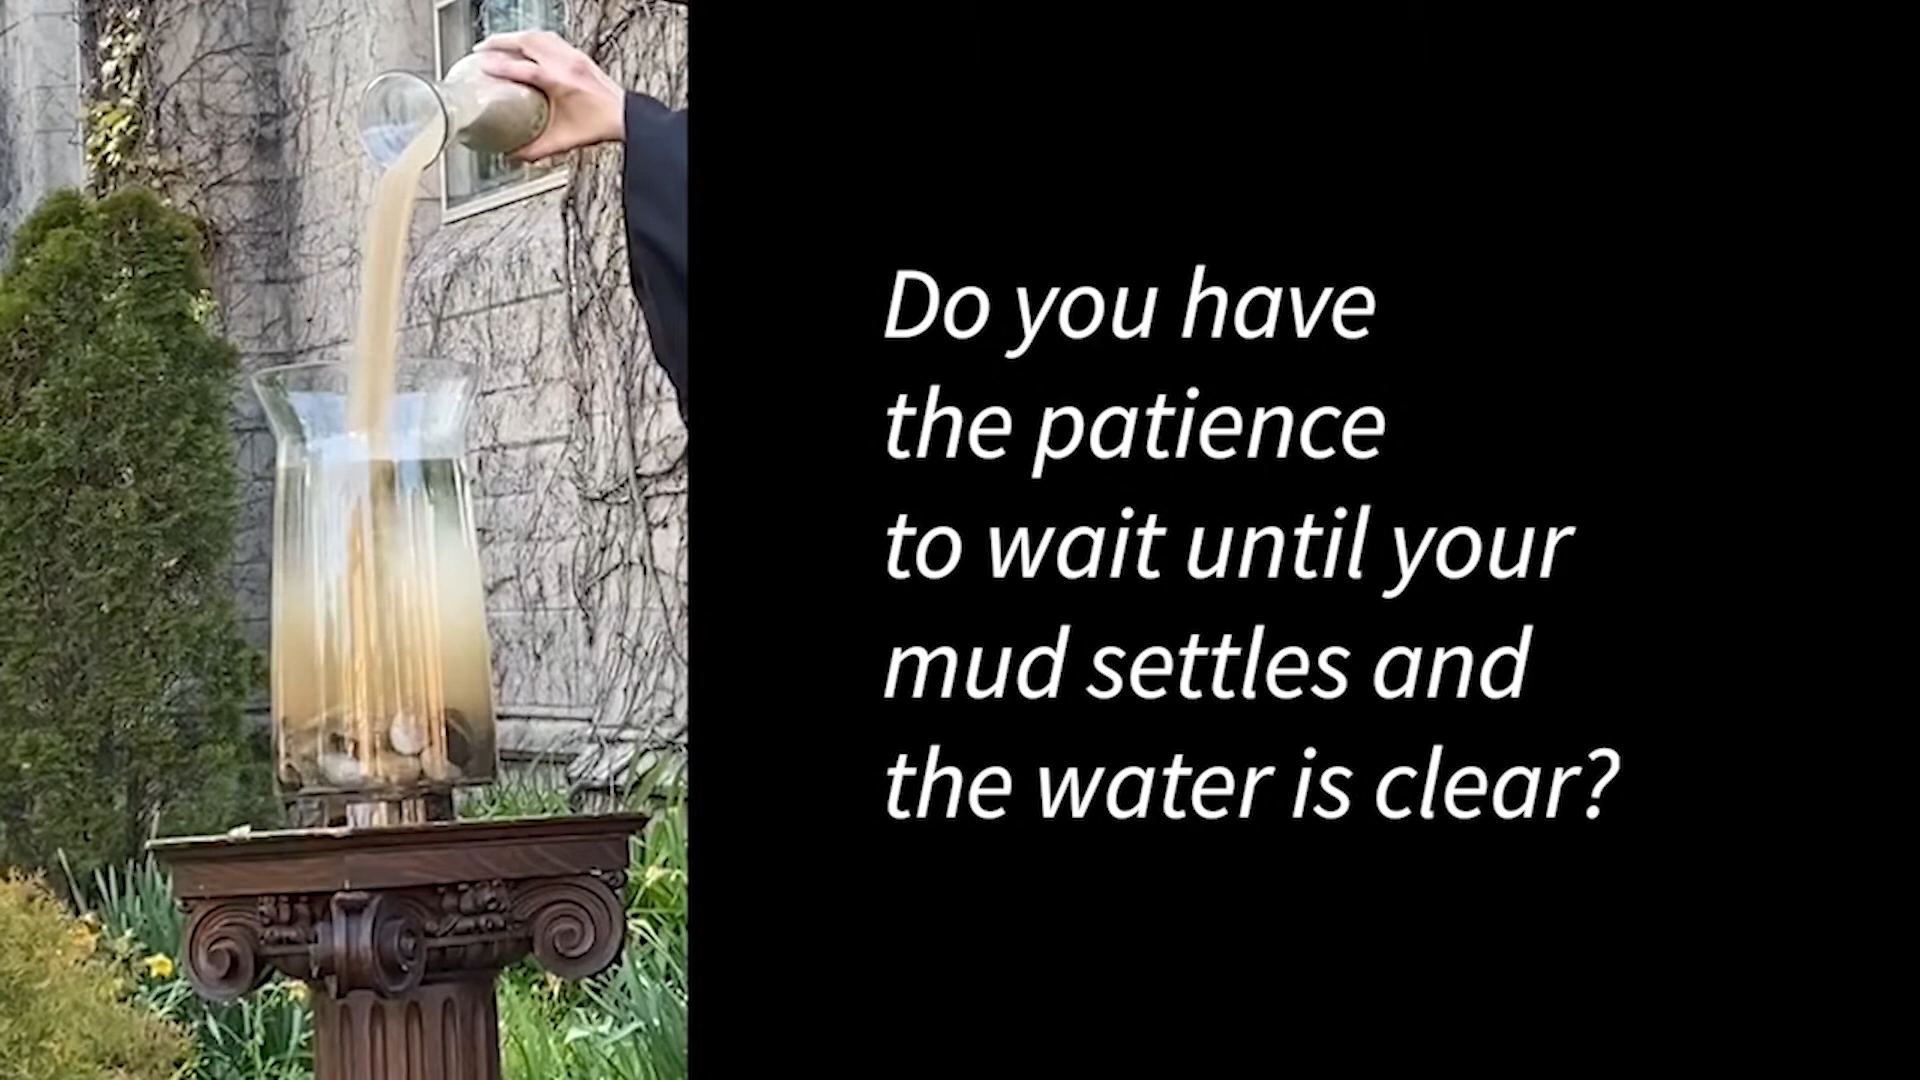 Do you have
the patience
to wait until your
mud settles and
the water is clear?